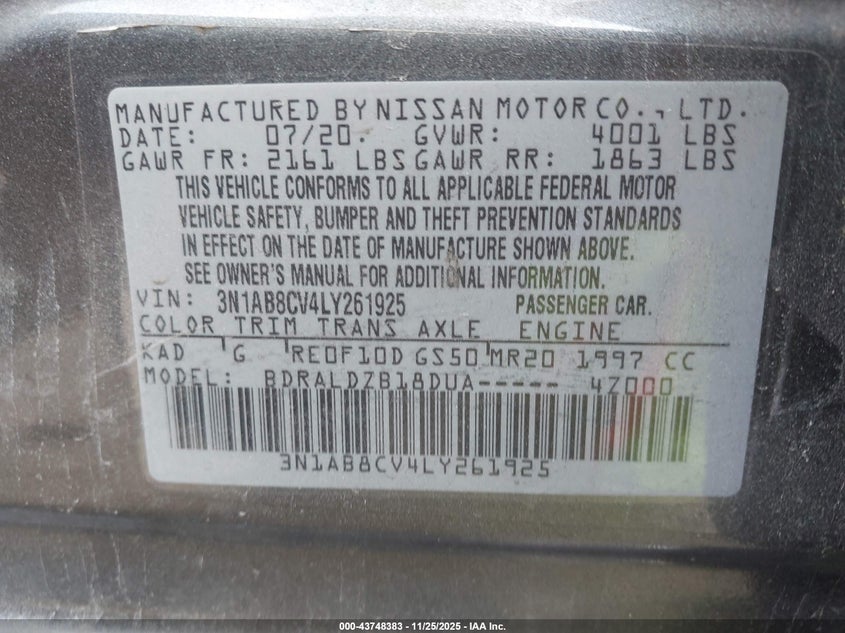 MANUFACTURED BY NISSAN MOTOR CO., LTD.
DATE: 07/20. GVWR: 4001 LBS
GAWR FR: 2161 LBS GAWR RR: 1863 LBS
THIS VEHICLE CONFORMS TO ALL APPLICABLE FEDERAL MOTOR
VEHICLE SAFETY, BUMPER AND THEFT PREVENTION STANDARDS
IN EFFECT ON THE DATE OF MANUFACTURE SHOWN ABOVE.
SEE OWNER'S MANUAL FOR ADDITIONAL INFORMATION.
VIN: 3N1AB8CV4LY261925 PASSENGER CAR.
COLOR TRIM TRANS AXLE ENGINE
KAD G RE0F10D GS50 MR20 1997 CC
MODEL: BDRALDZB18DUA----- 4Z000
3N1AB8CV4LY261925
000-43748383 - 11/25/2025 - IAA Inc.